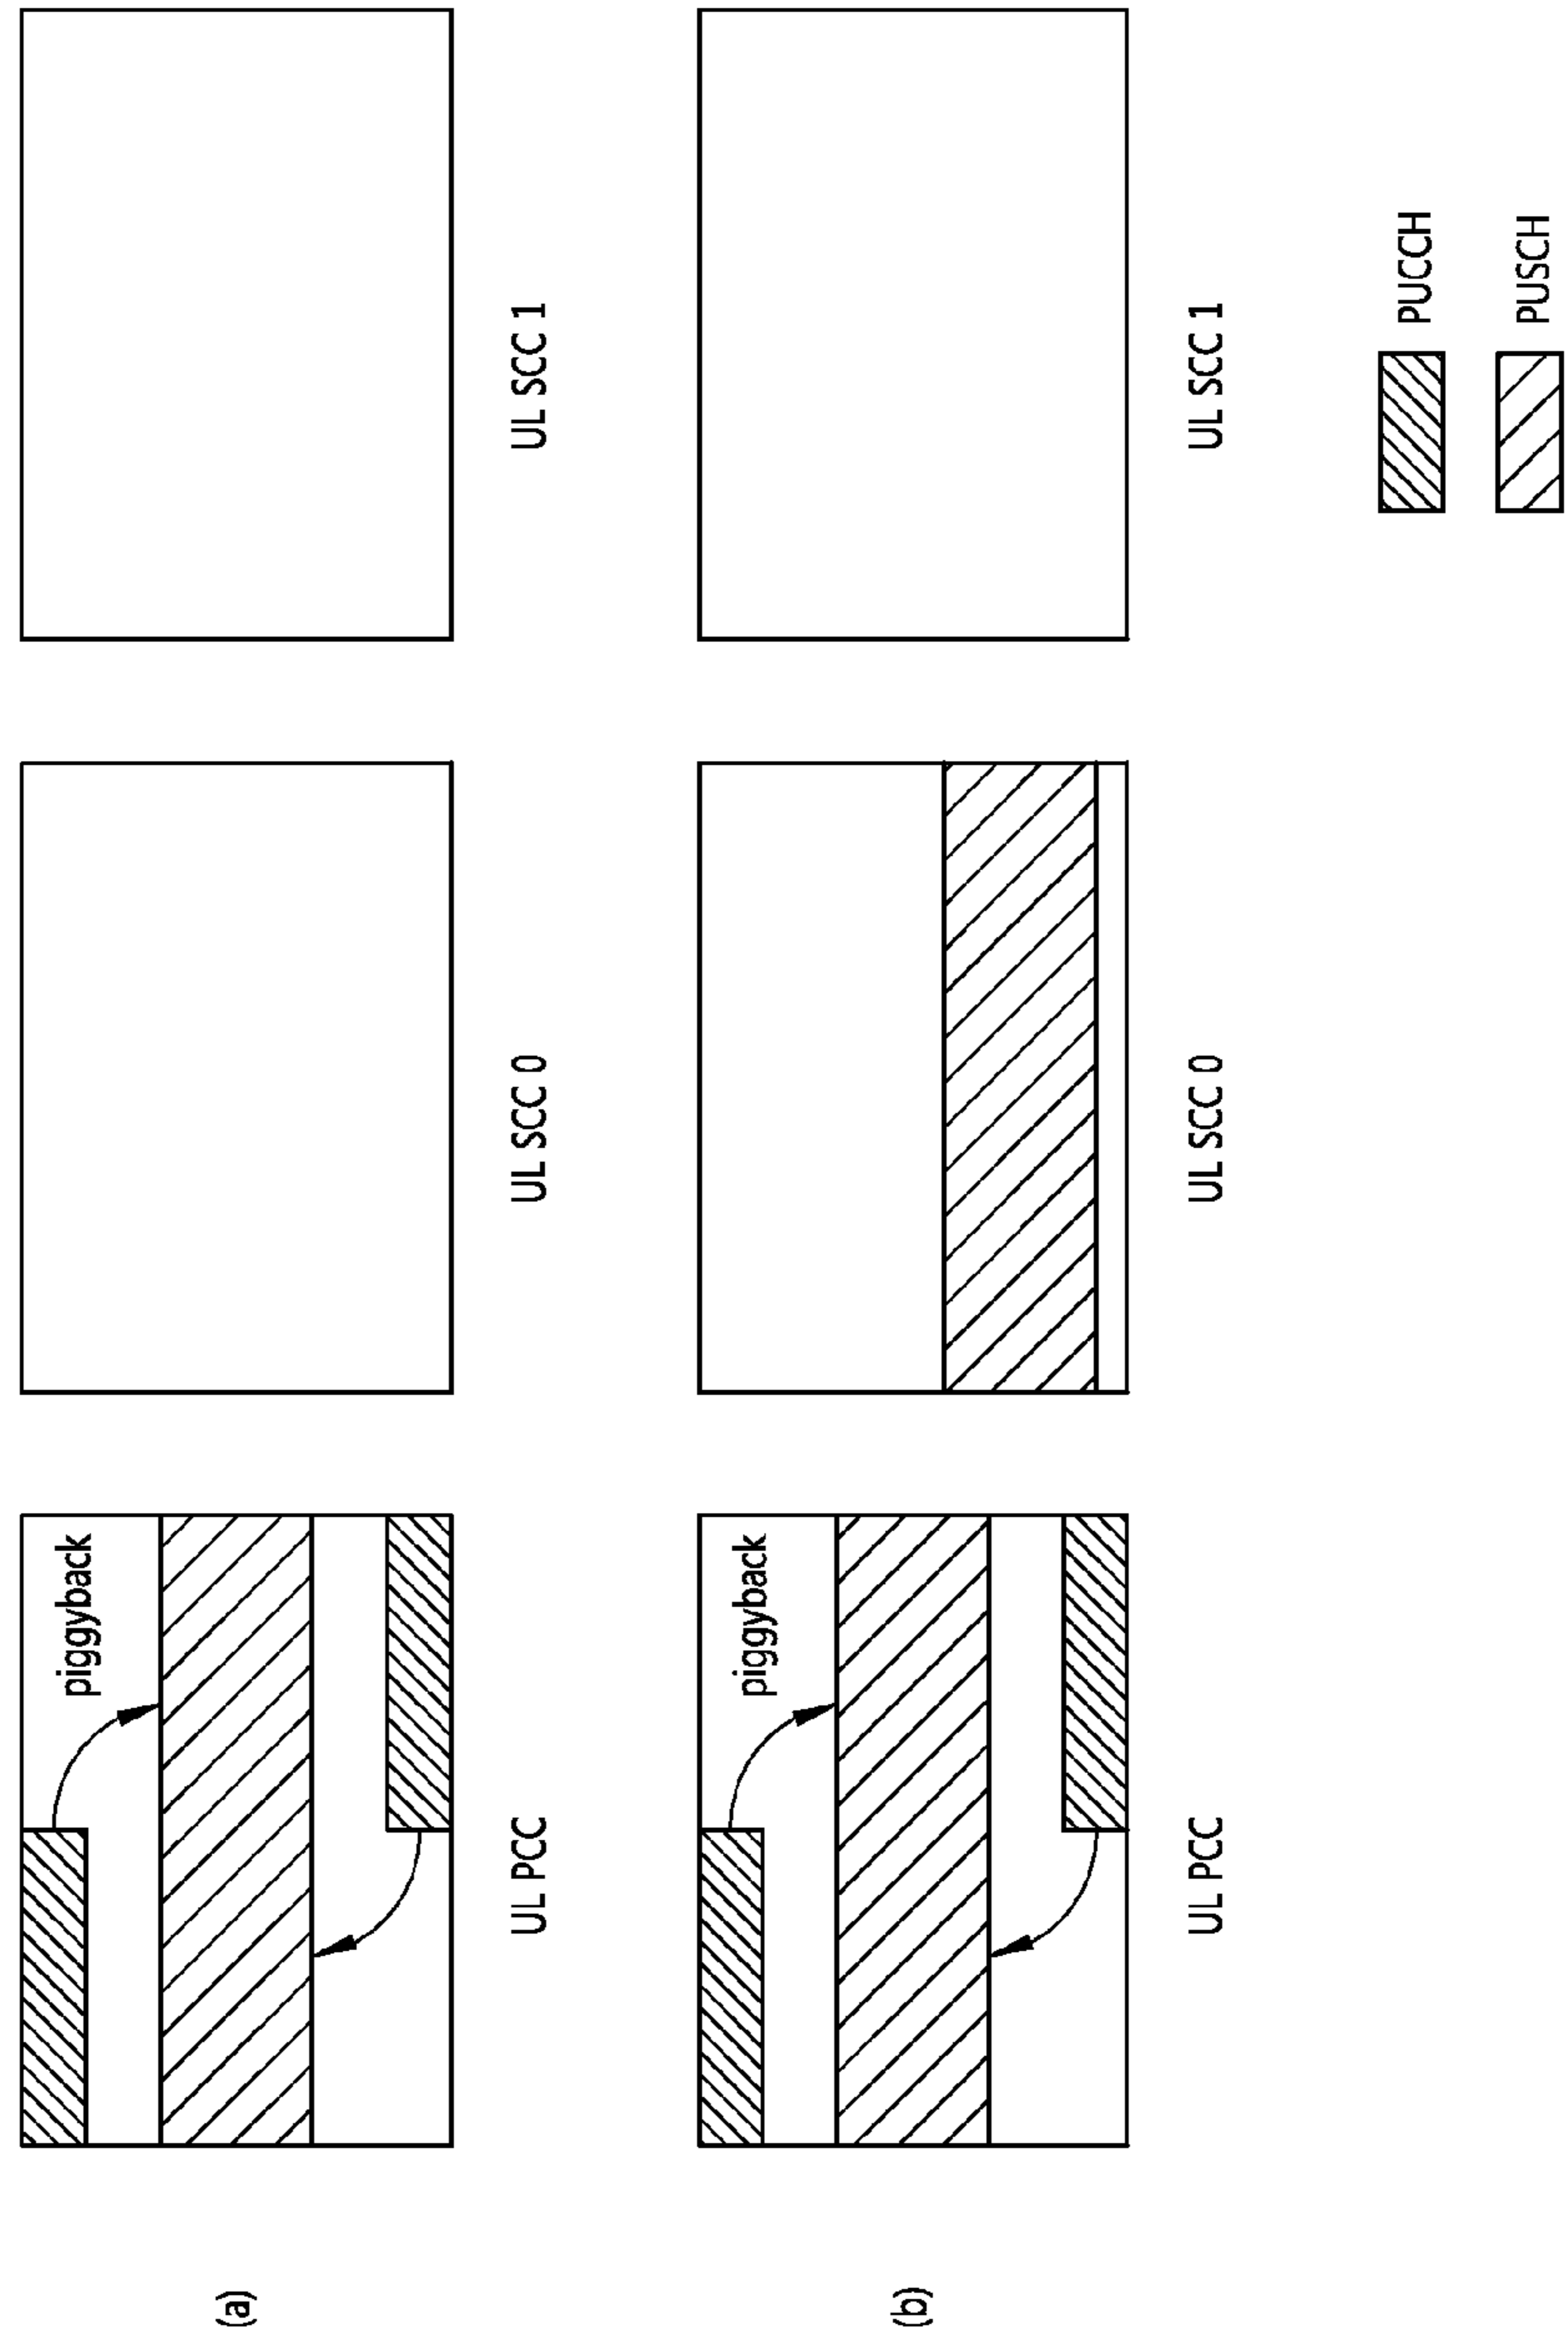 (a)
piggyback
UL PCC
UL SCC 0
UL SCC 1
(b)
piggyback
UL PCC
UL SCC 0
UL SCC 1
PUCCH
PUSCH